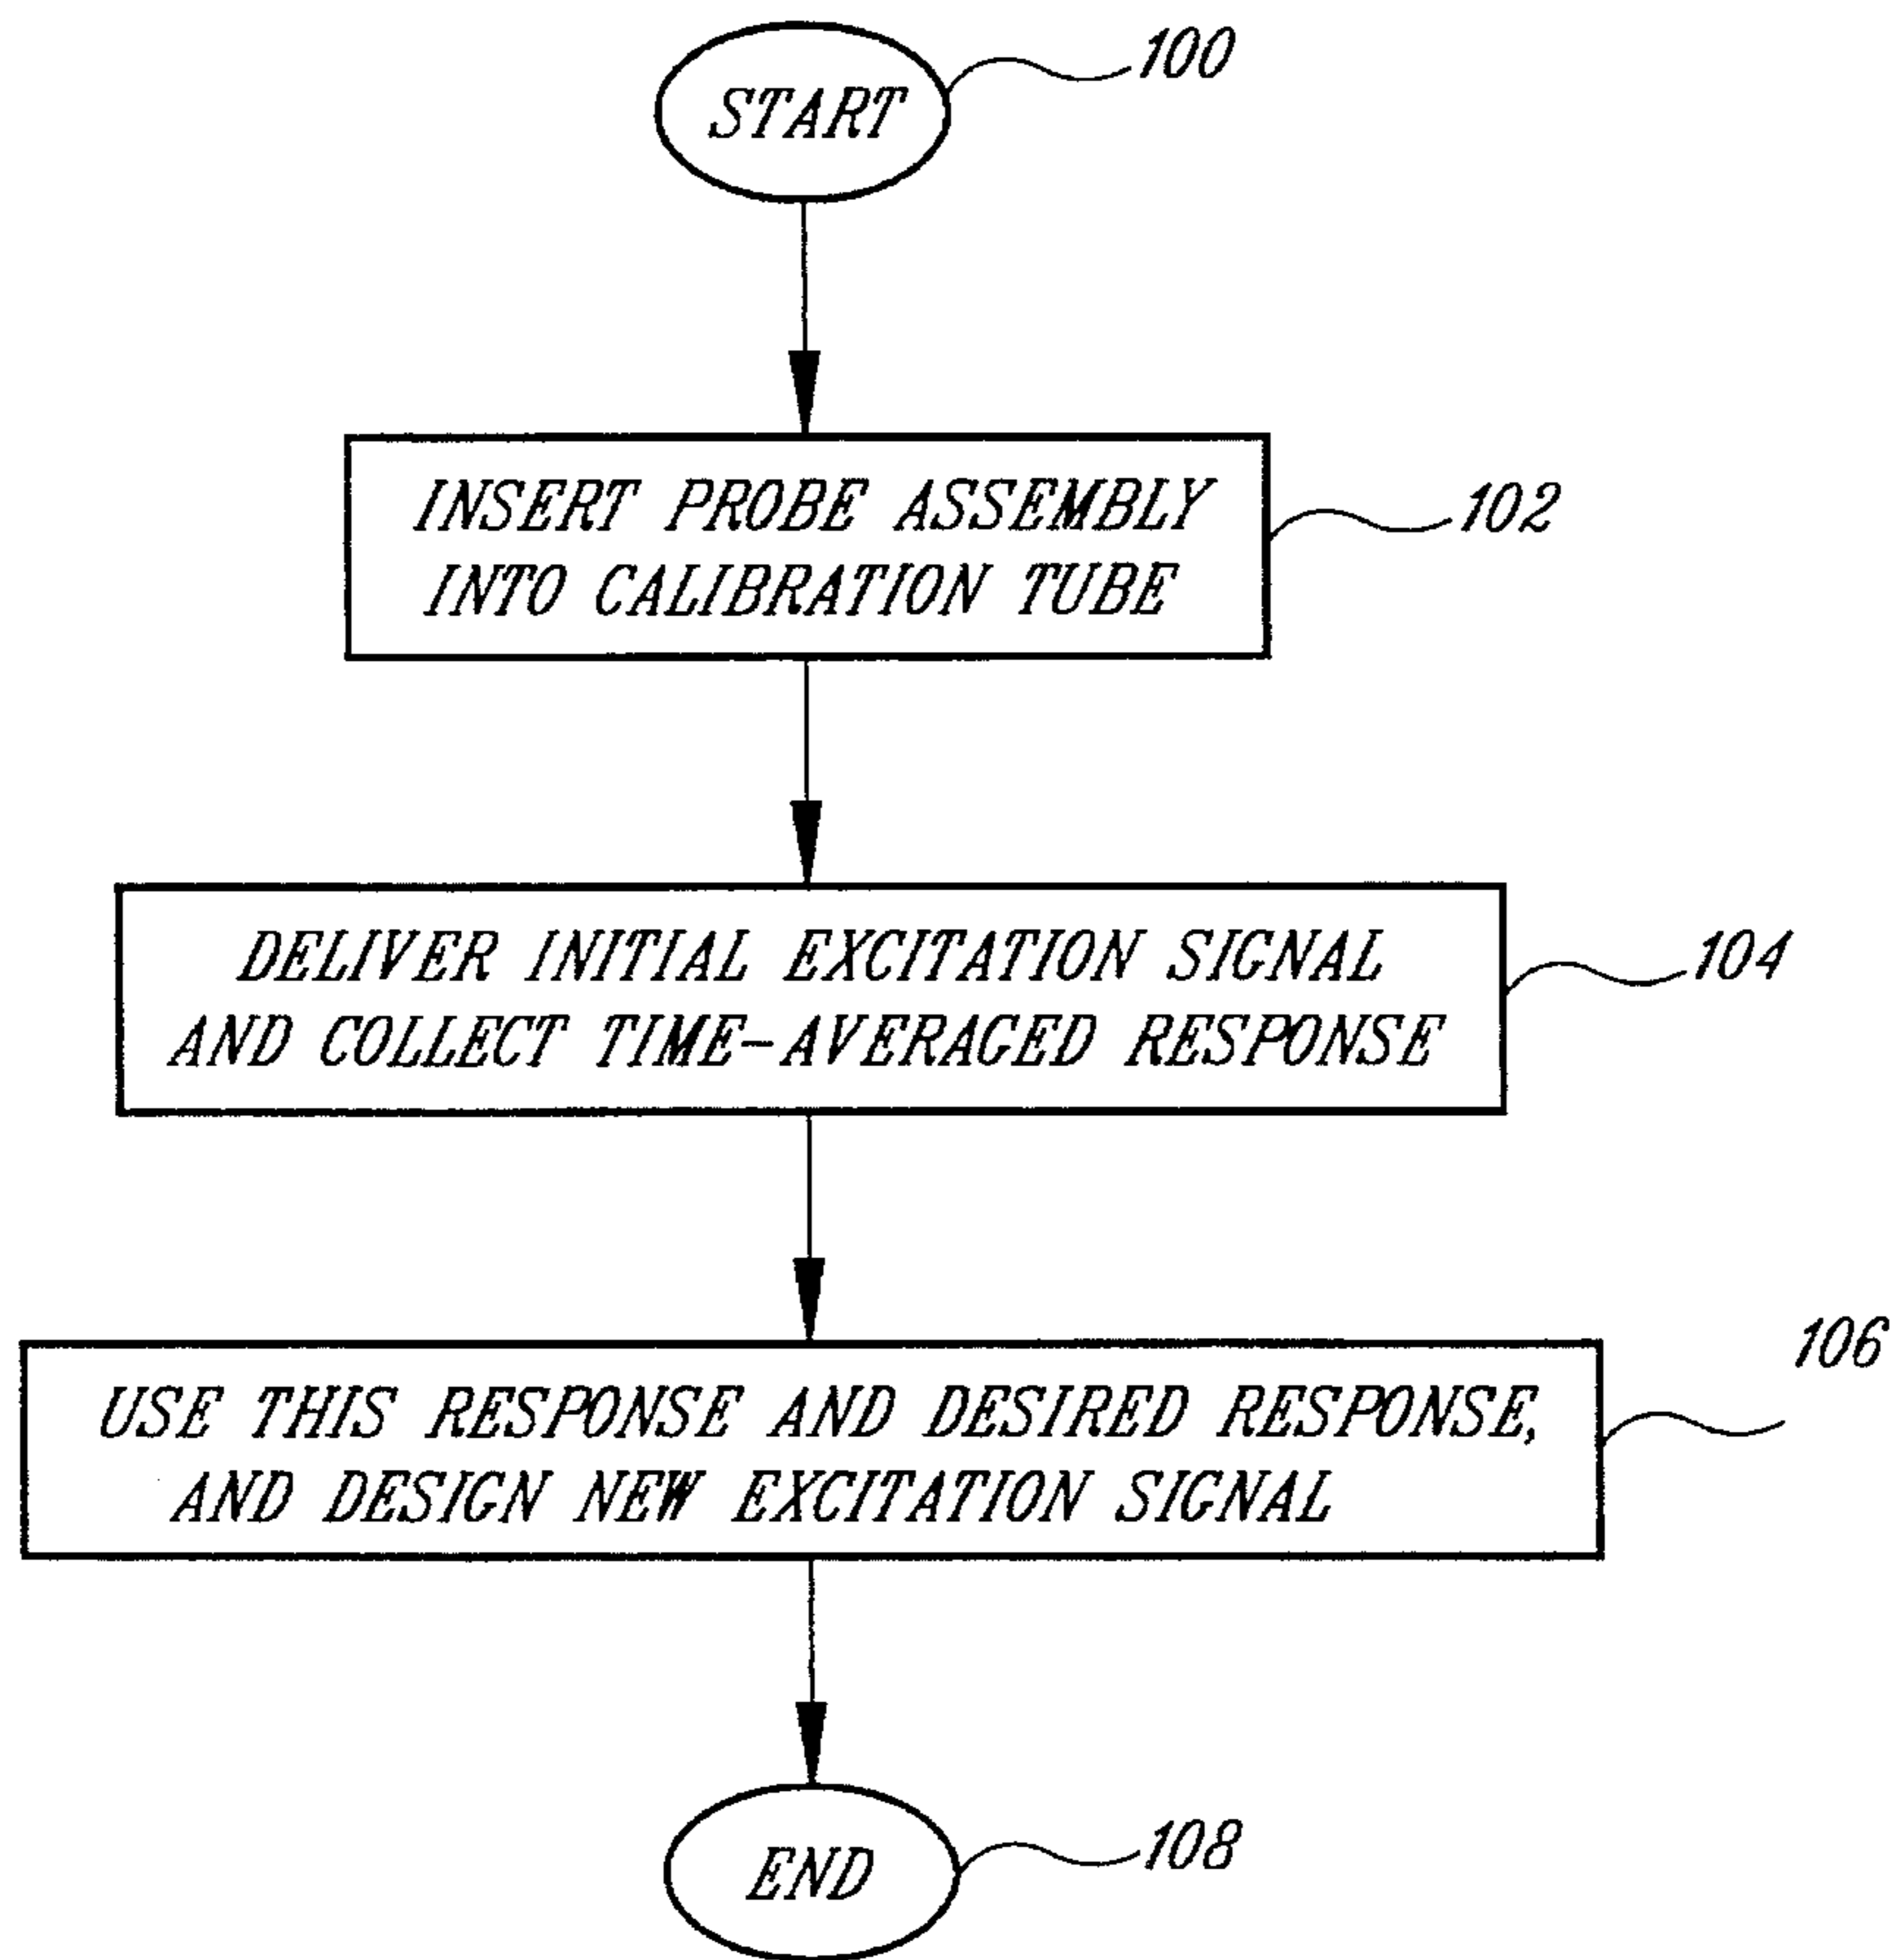 START
100
INSERT PROBE ASSEMBLY
INTO CALIBRATION TUBE
102
DELIVER INITIAL EXCITATION SIGNAL
AND COLLECT TIME-AVERAGED RESPONSE
104
USE THIS RESPONSE AND DESIRED RESPONSE,
AND DESIGN NEW EXCITATION SIGNAL
106
END
108